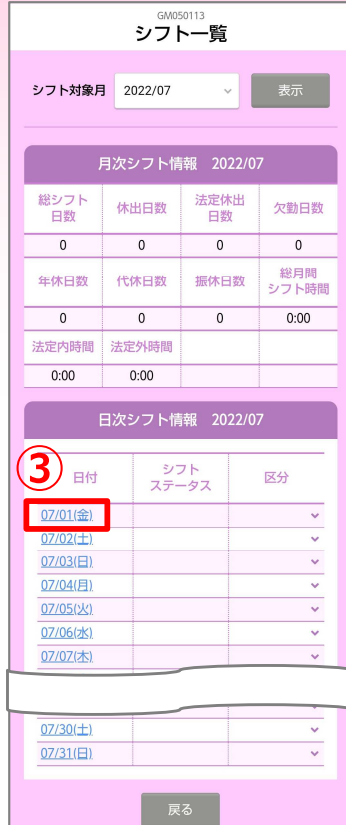 GM050113
シフト一覧
シフト対象月 2022/07 表示
月次シフト情報 2022/07
総シフト日数 休出日数 法定休出日数 欠勤日数
0 0 0 0
年休日数 代休日数 振休日数 総月間シフト時間
0 0 0 0:00
法定内時間 法定外時間
0:00 0:00
日次シフト情報 2022/07
③
日付 シフトステータス 区分
07/01(金)
07/02(土)
07/03(日)
07/04(月)
07/05(火)
07/06(水)
07/07(木)
07/30(土)
07/31(日)
戻る